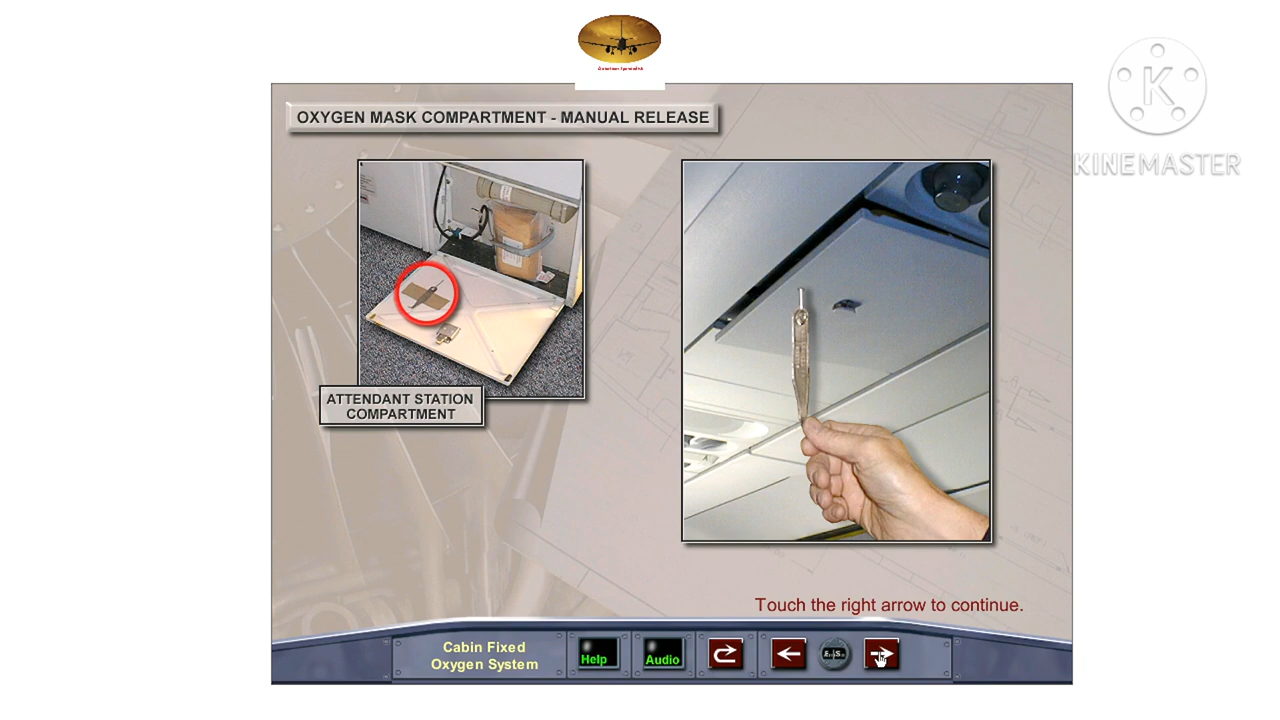 KINEMASTER
OXYGEN MASK COMPARTMENT - MANUAL RELEASE
ATTENDANT STATION
COMPARTMENT
Touch the right arrow to continue.
Cabin Fixed
Oxygen System
Help
Audio